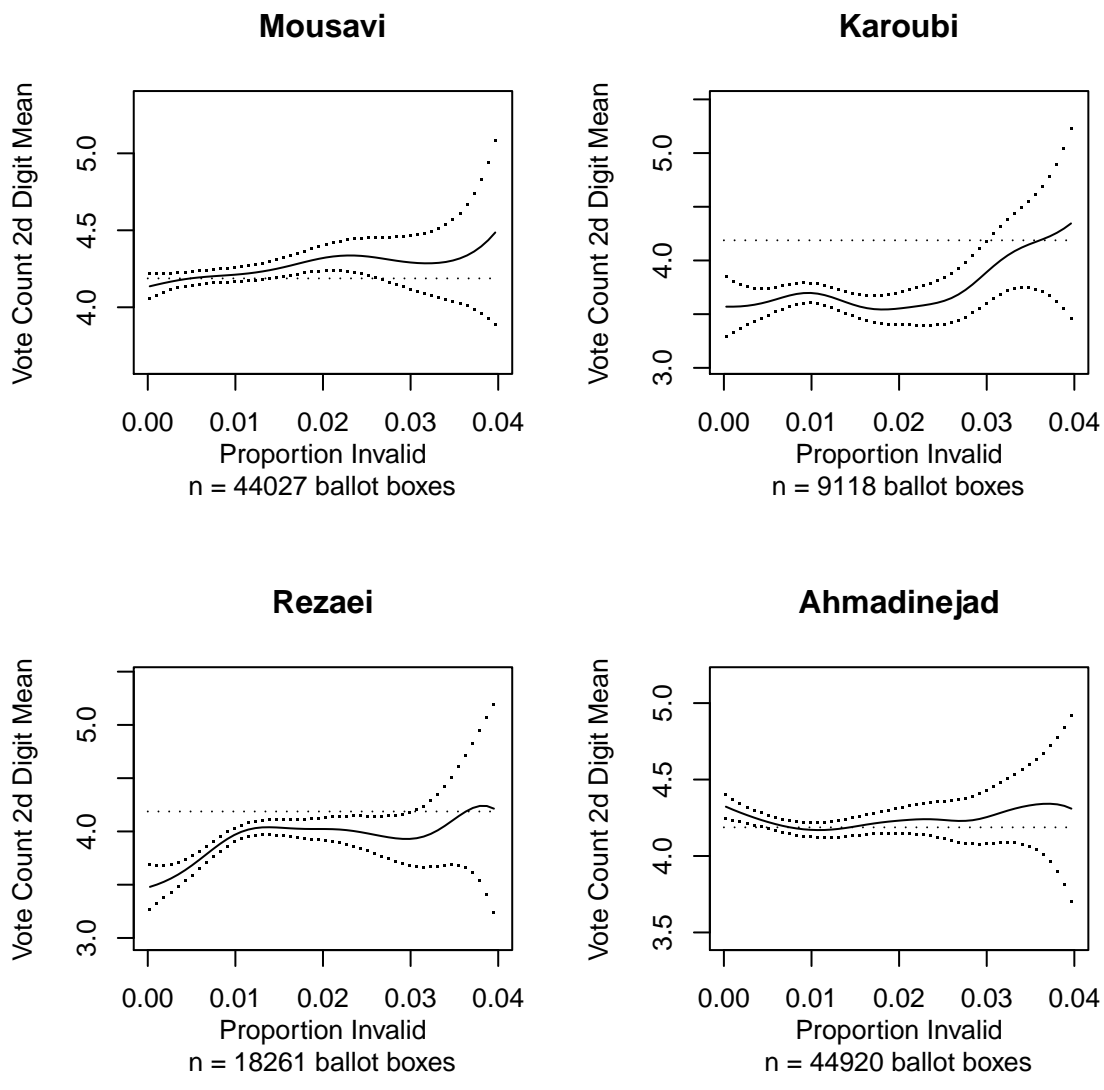 Mousavi
Vote Count 2d Digit Mean
5.0
4.5
4.0
0.00 0.01 0.02 0.03 0.04
Proportion Invalid
n = 44027 ballot boxes
Karoubi
Vote Count 2d Digit Mean
5.0
4.0
3.0
0.00 0.01 0.02 0.03 0.04
Proportion Invalid
n = 9118 ballot boxes
Rezaei
Vote Count 2d Digit Mean
5.0
4.0
3.0
0.00 0.01 0.02 0.03 0.04
Proportion Invalid
n = 18261 ballot boxes
Ahmadinejad
Vote Count 2d Digit Mean
5.0
4.5
4.0
3.5
0.00 0.01 0.02 0.03 0.04
Proportion Invalid
n = 44920 ballot boxes